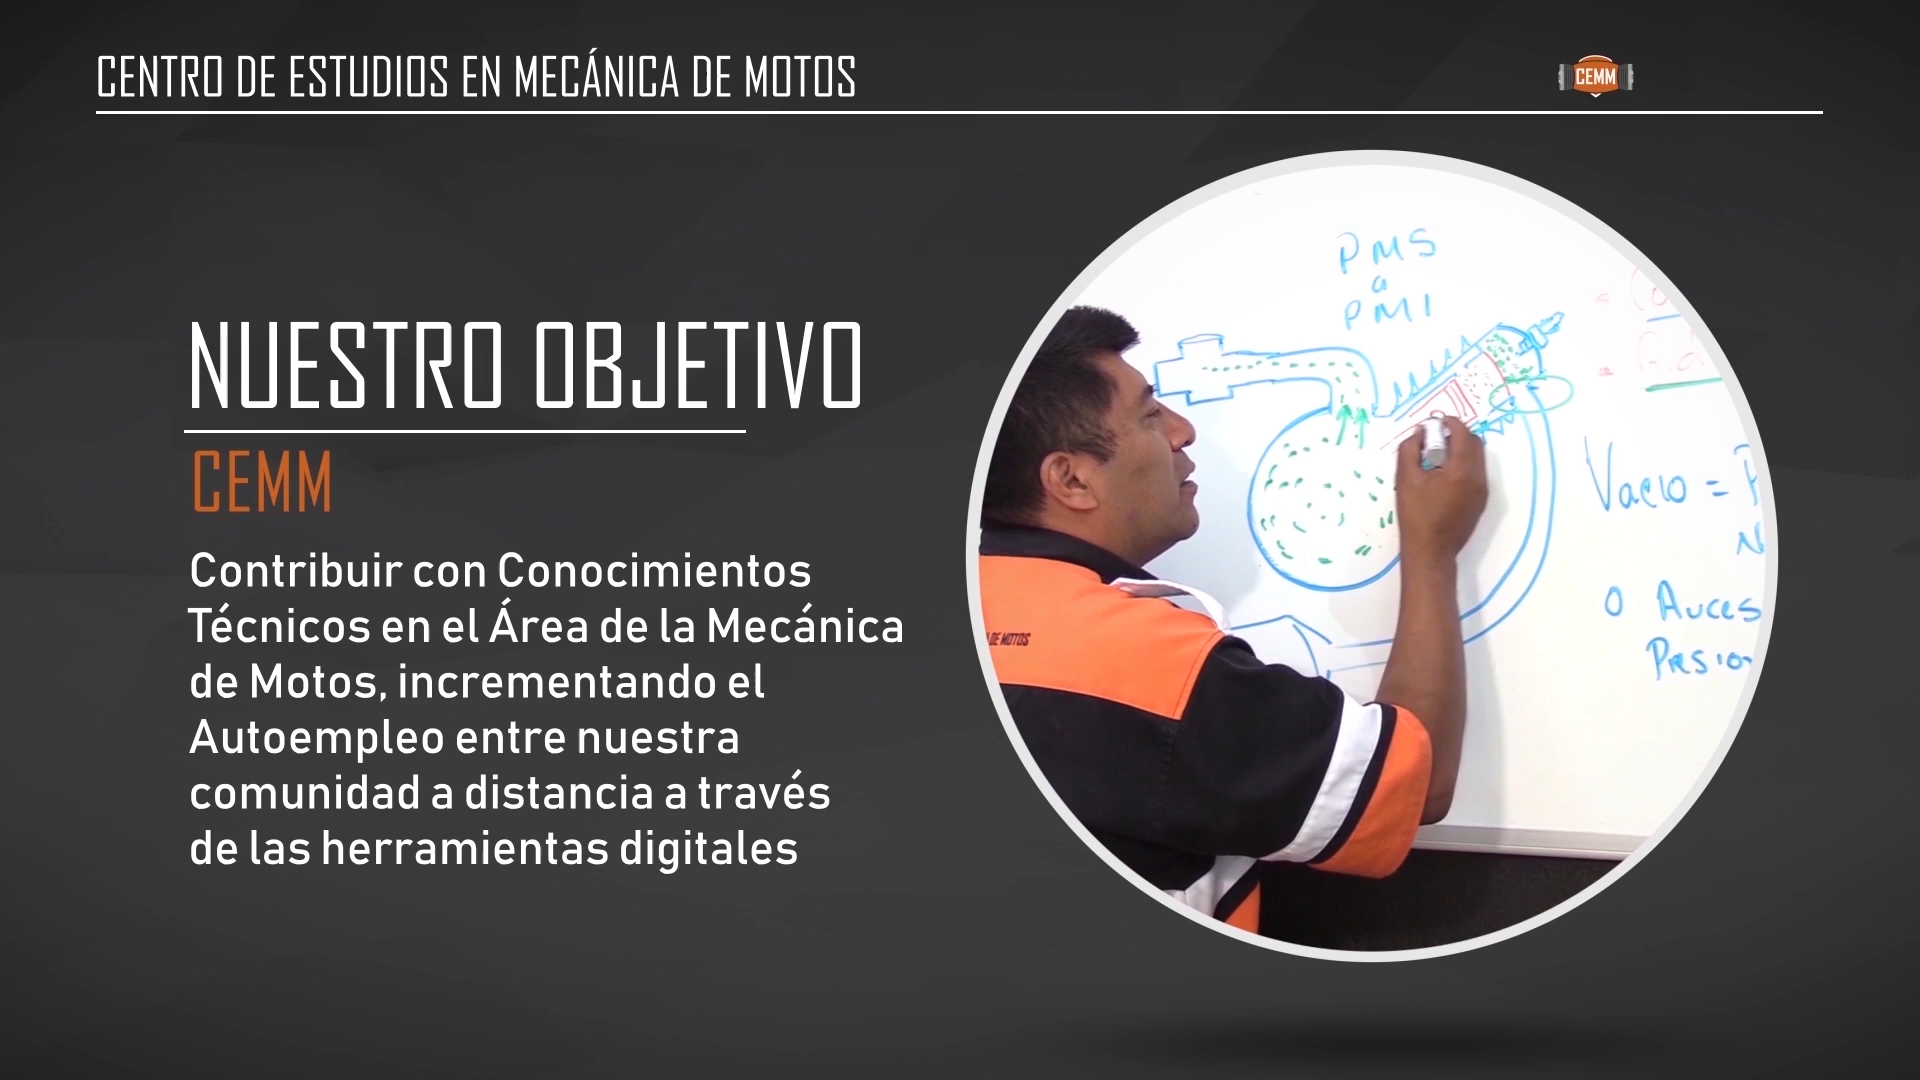 CENTRO DE ESTUDIOS EN MECÁNICA DE MOTOS
CEMM
NUESTRO OBJETIVO
CEMM
Contribuir con Conocimientos
Técnicos en el Área de la Mecánica
de Motos, incrementando el
Autoempleo entre nuestra
comunidad a distancia a través
de las herramientas digitales
PMS
a
PMI
Vacio =
O
DE MOTOS